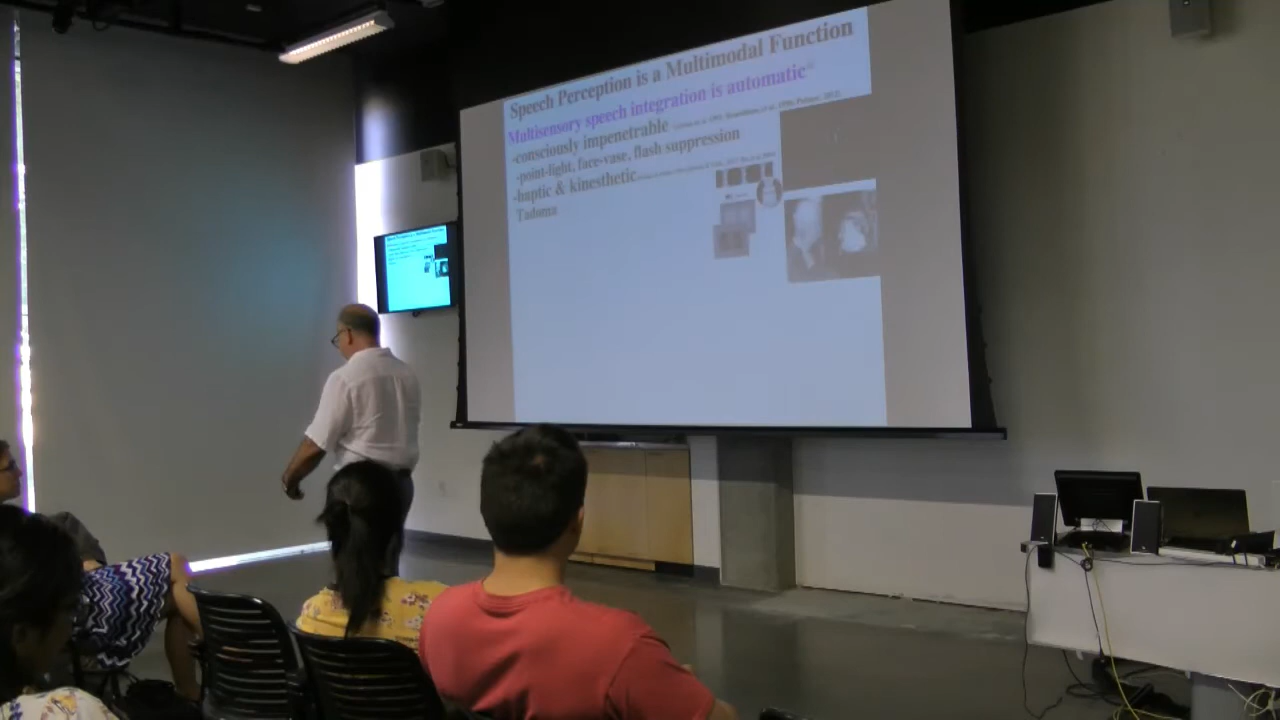 Speech Perception is a Multimodal Function
Multisensory speech integration is automatic
-consciously impenetrable
-point-light, face-vase, flash suppression
-haptic & kinesthetic
Tadoma